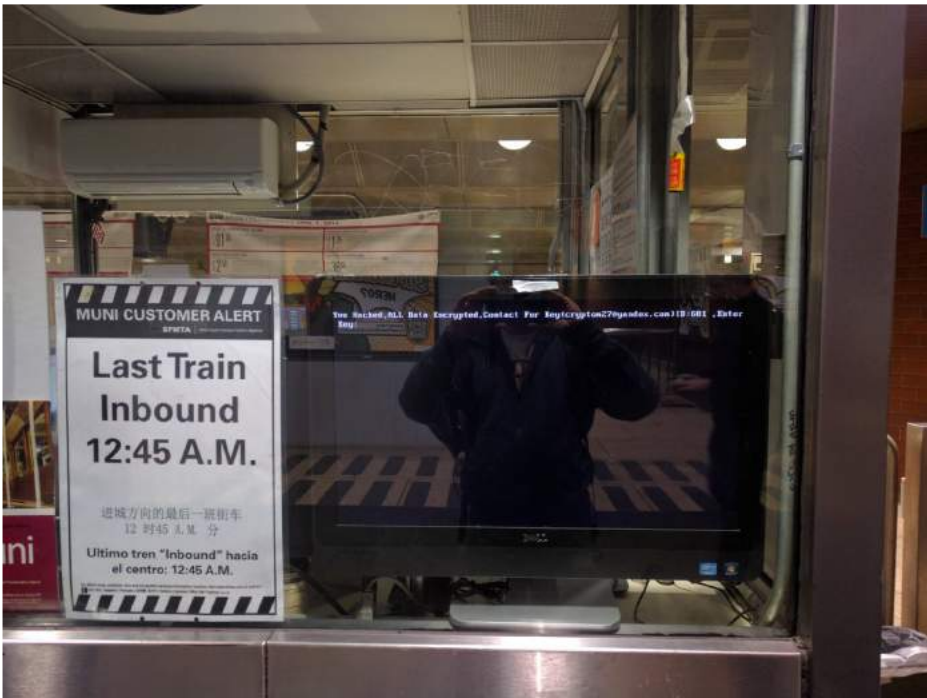 MUNI CUSTOMER ALERT
SFMTA
Last Train
Inbound
12:45 A.M.
进城方向的最后一班街车
12 时45 A.M. 分
Ultimo tren "Inbound" hacia
el centro: 12:45 A.M.
ni
HERO?
You Hacked,ALL Data Encrypted,Contact For Key(cryptom27@yandex.com)ID:601 ,Enter
Key:
DELL